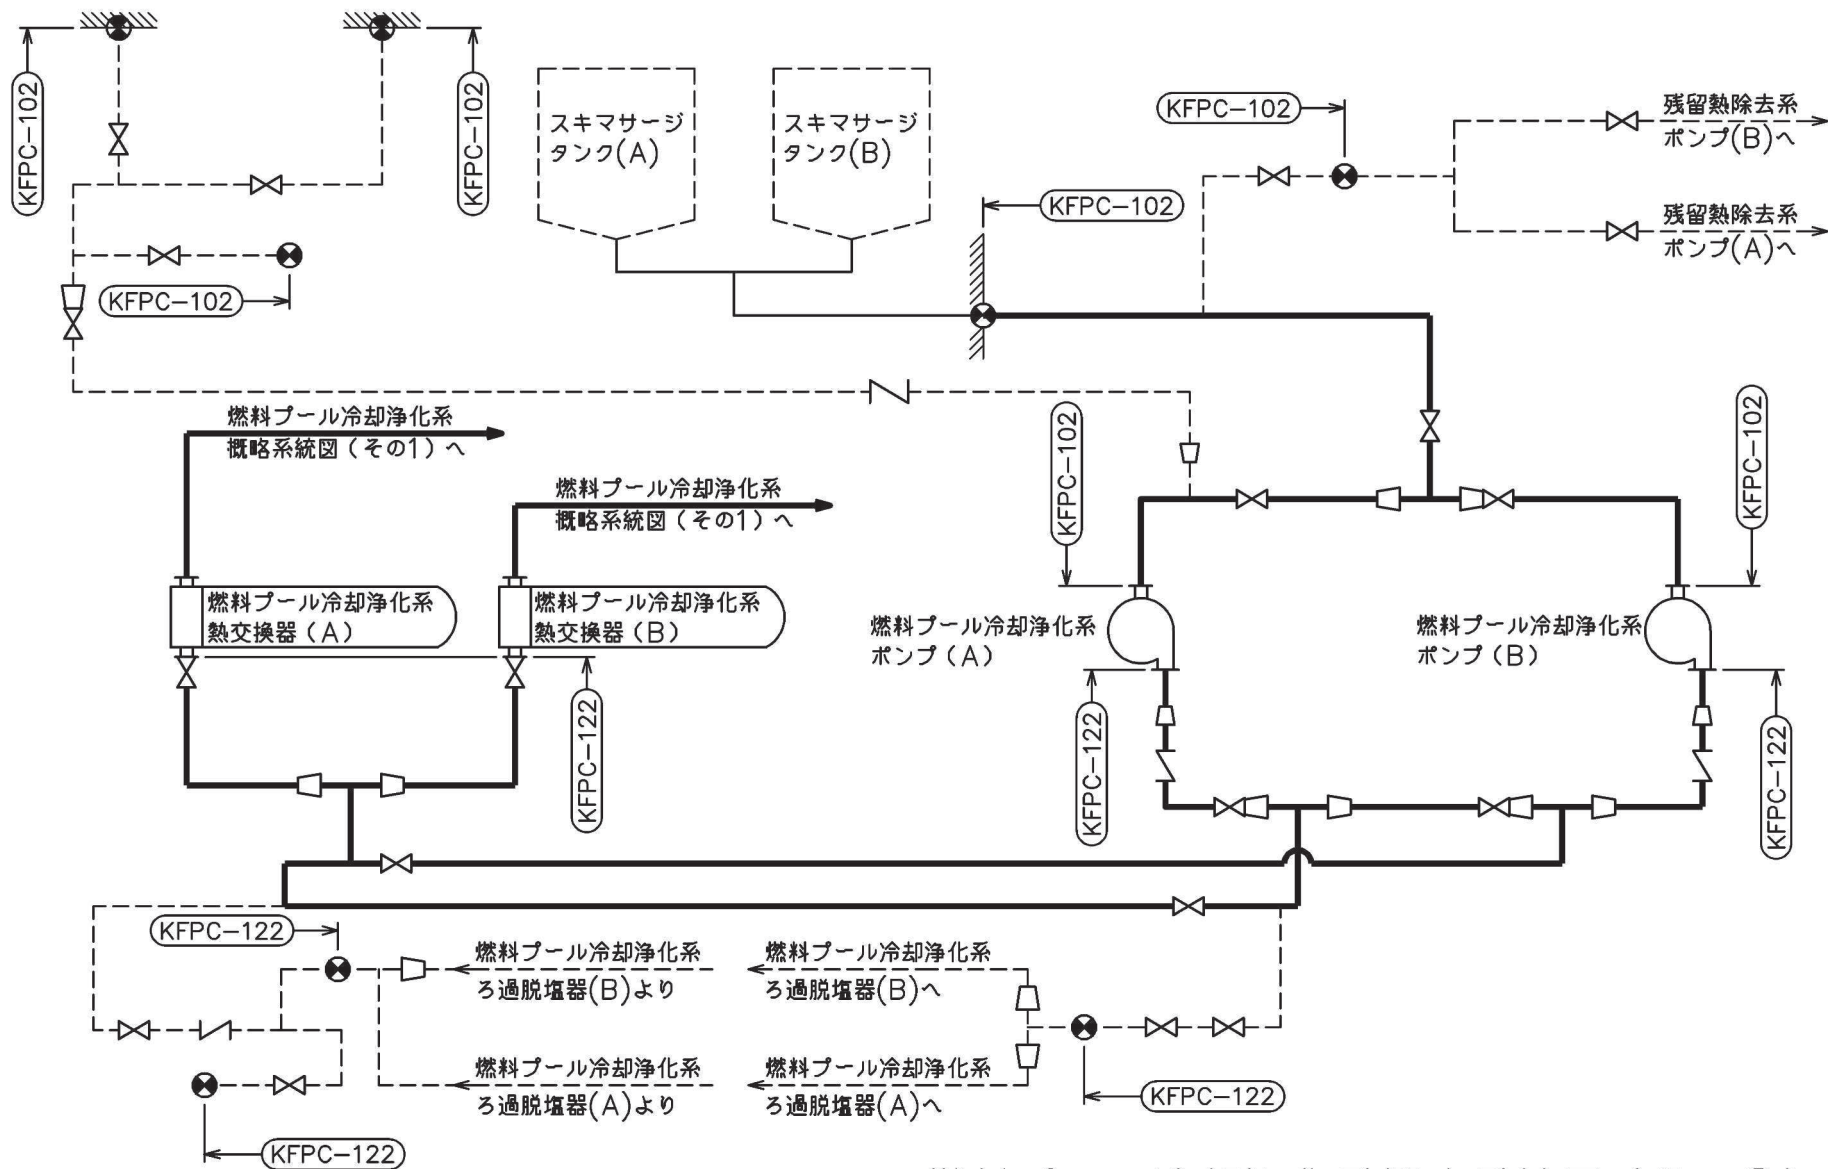 KFPC-102
KFPC-102
スキマサージ
タンク(A)
スキマサージ
タンク(B)
KFPC-102
残留熱除去系
ポンプ(B)へ
残留熱除去系
ポンプ(A)へ
KFPC-102
KFPC-102
燃料プール冷却浄化系
概略系統図(その1)へ
燃料プール冷却浄化系
概略系統図(その1)へ
KFPC-102
KFPC-102
燃料プール冷却浄化系
熱交換器(A)
燃料プール冷却浄化系
熱交換器(B)
燃料プール冷却浄化系
ポンプ(A)
燃料プール冷却浄化系
ポンプ(B)
KFPC-122
KFPC-122
KFPC-122
KFPC-122
燃料プール冷却浄化系
ろ過脱塩器(B)より
燃料プール冷却浄化系
ろ過脱塩器(B)へ
燃料プール冷却浄化系
ろ過脱塩器(A)より
燃料プール冷却浄化系
ろ過脱塩器(A)へ
KFPC-122
KFPC-122